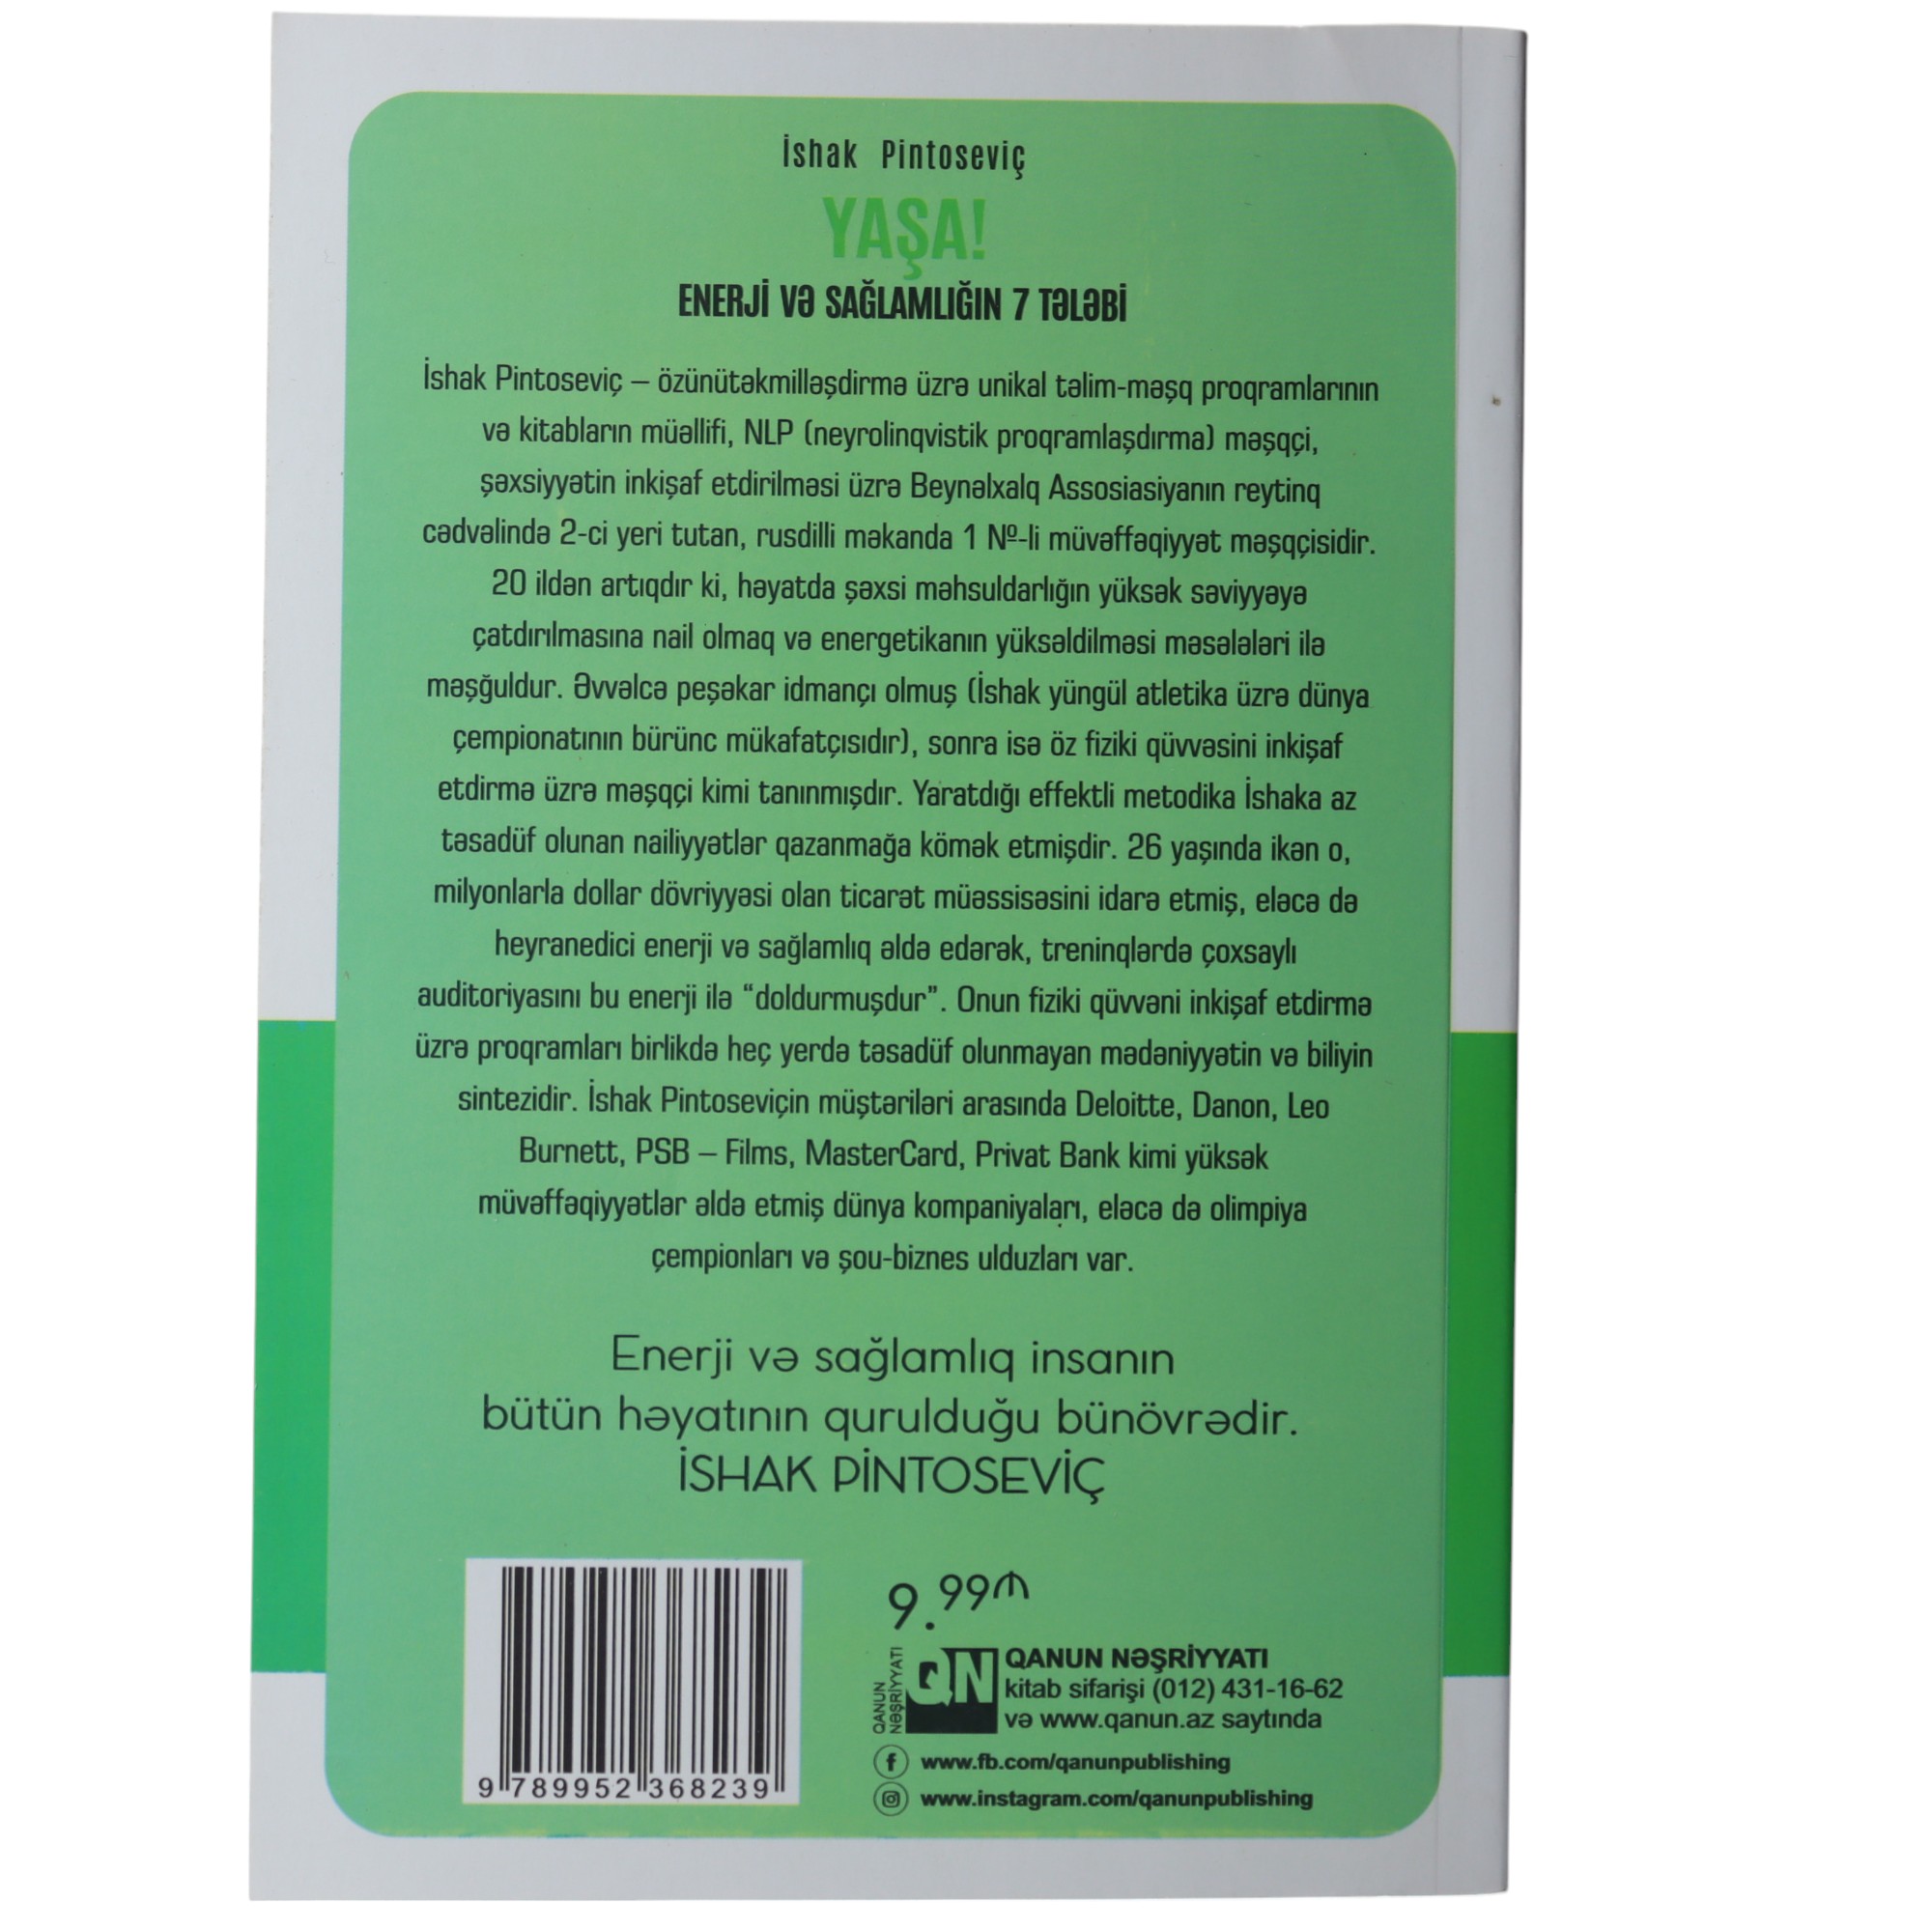 İshak Pintoseviç
YAŞA!
ENERJİ VƏ SAĞLAMLIĞIN 7 TƏLƏBİ
İshak Pintoseviç – özünütəkmilləşdirmə üzrə unikal təlim-məşq proqramlarının
və kitabların müəllifi, NLP (neyrolinqvistik proqramlaşdırma) məşqçi,
şəxsiyyətin inkişaf etdirilməsi üzrə Beynəlxalq Assosiasiyanın reytinq
cədvəlində 2-ci yeri tutan, rusdilli məkanda 1 №-li müvəffəqiyyət məşqçisidir.
20 ildən artıqdır ki, həyatda şəxsi məhsuldarlığın yüksək səviyyəyə
çatdırılmasına nail olmaq və energetikanın yüksəldilməsi məsələləri ilə
məşğuldur. Əvvəlcə peşəkar idmançı olmuş (İshak yüngül atletika üzrə dünya
çempionatının bürünc mükafatçısıdır), sonra isə öz fiziki qüvvəsini inkişaf
etdirmə üzrə məşqçi kimi tanınmışdır. Yaratdığı effektli metodika İshaka az
təsadüf olunan nailiyyətlər qazanmağa kömək etmişdir. 26 yaşında ikən o,
milyonlarla dollar dövriyyəsi olan ticarət müəssisəsini idarə etmiş, eləcə də
heyranedici enerji və sağlamlıq əldə edərək, treninqlərdə çoxsaylı
auditoriyasını bu enerji ilə “doldurmuşdur”. Onun fiziki qüvvəni inkişaf etdirmə
üzrə proqramları birlikdə heç yerdə təsadüf olunmayan mədəniyyətin və biliyin
sintezidir. İshak Pintoseviçin müştəriləri arasında Deloitte, Danon, Leo
Burnett, PSB – Films, MasterCard, Privat Bank kimi yüksək
müvəffəqiyyətlər əldə etmiş dünya kompaniyaları, eləcə də olimpiya
çempionları və şou-biznes ulduzları var.
Enerji və sağlamlıq insanın
bütün həyatının qurulduğu bünövrədir.
İSHAK PİNTOSEVİÇ
9 789952 368239
9.99₼
QANUN NƏŞRİYYATI
QN
QANUN NƏŞRİYYATI
kitab sifarişi (012) 431-16-62
və www.qanun.az saytında
www.fb.com/qanunpublishing
www.instagram.com/qanunpublishing